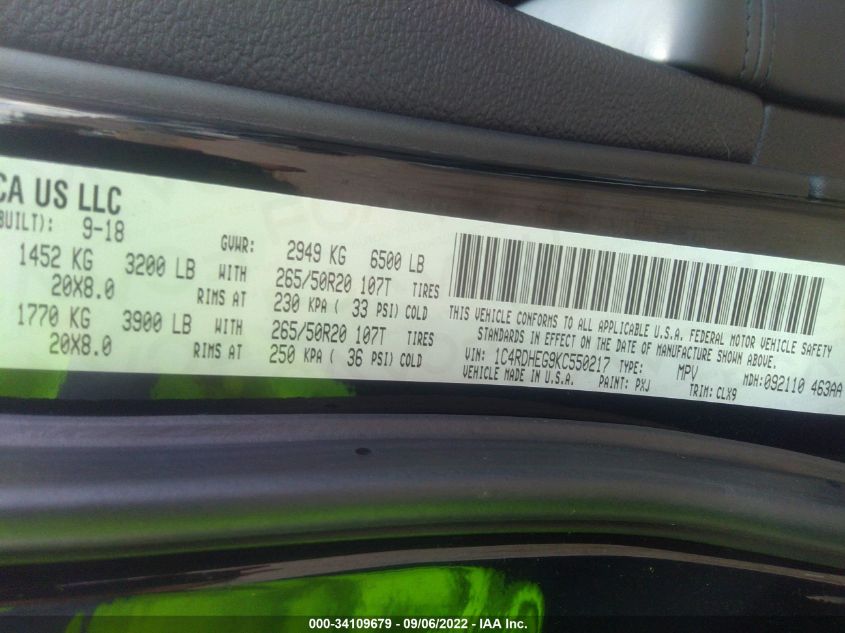 CA US LLC
BUILT): 9-18
GVWR: 2949 KG 6500 LB
1452 KG 3200 LB WITH 265/50R20 107T TIRES
20X8.0 RIMS AT 230 KPA ( 33 PSI) COLD
1770 KG 3900 LB WITH 265/50R20 107T TIRES
20X8.0 RIMS AT 250 KPA ( 36 PSI) COLD
THIS VEHICLE CONFORMS TO ALL APPLICABLE U.S.A. FEDERAL MOTOR VEHICLE SAFETY
STANDARDS IN EFFECT ON THE DATE OF MANUFACTURE SHOWN ABOVE.
VIN: 1C4RDHEG9KC550217 TYPE: MPV MDH: 092110 463AA
VEHICLE MADE IN U.S.A. PAINT: PXJ TRIM: CLX9
000-34109679 - 09/06/2022 - IAA Inc.